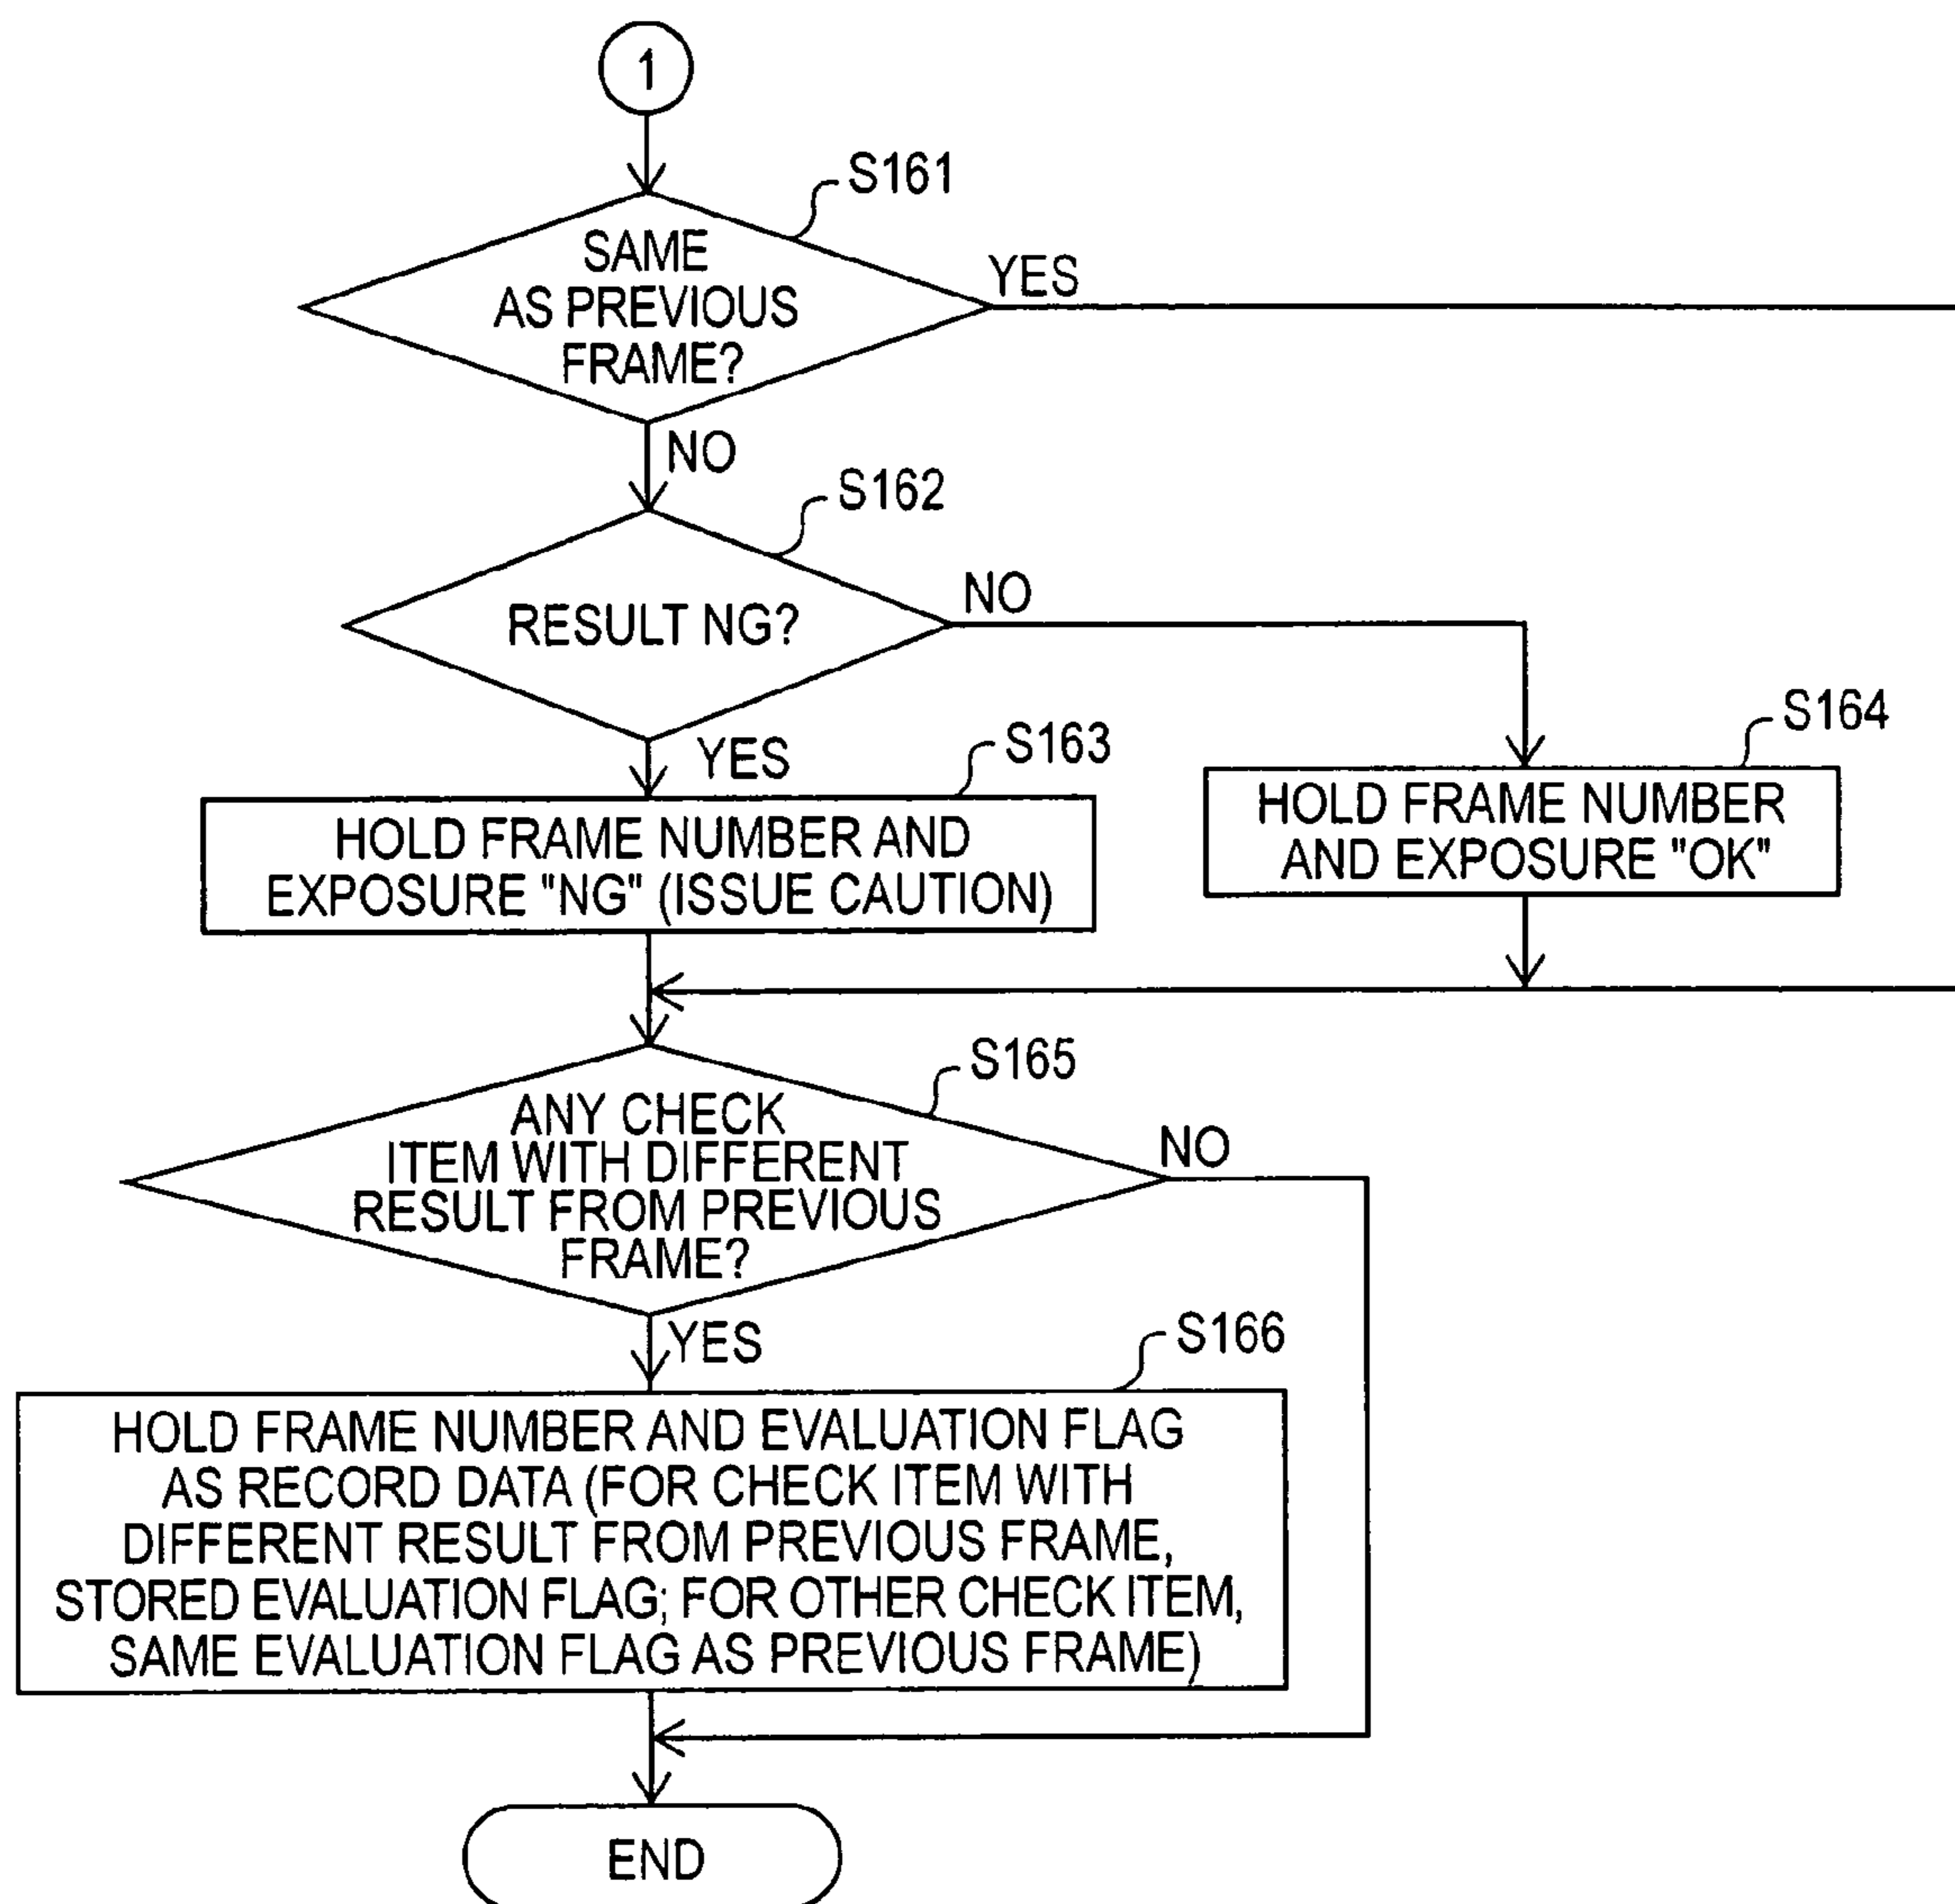 1
S161
SAME
AS PREVIOUS
FRAME?
YES
NO
S162
RESULT NG?
NO
YES
S163
HOLD FRAME NUMBER AND
EXPOSURE "NG" (ISSUE CAUTION)
S164
HOLD FRAME NUMBER
AND EXPOSURE "OK"
S165
ANY CHECK
ITEM WITH DIFFERENT
RESULT FROM PREVIOUS
FRAME?
NO
YES
S166
HOLD FRAME NUMBER AND EVALUATION FLAG
AS RECORD DATA (FOR CHECK ITEM WITH
DIFFERENT RESULT FROM PREVIOUS FRAME,
STORED EVALUATION FLAG; FOR OTHER CHECK ITEM,
SAME EVALUATION FLAG AS PREVIOUS FRAME)
END